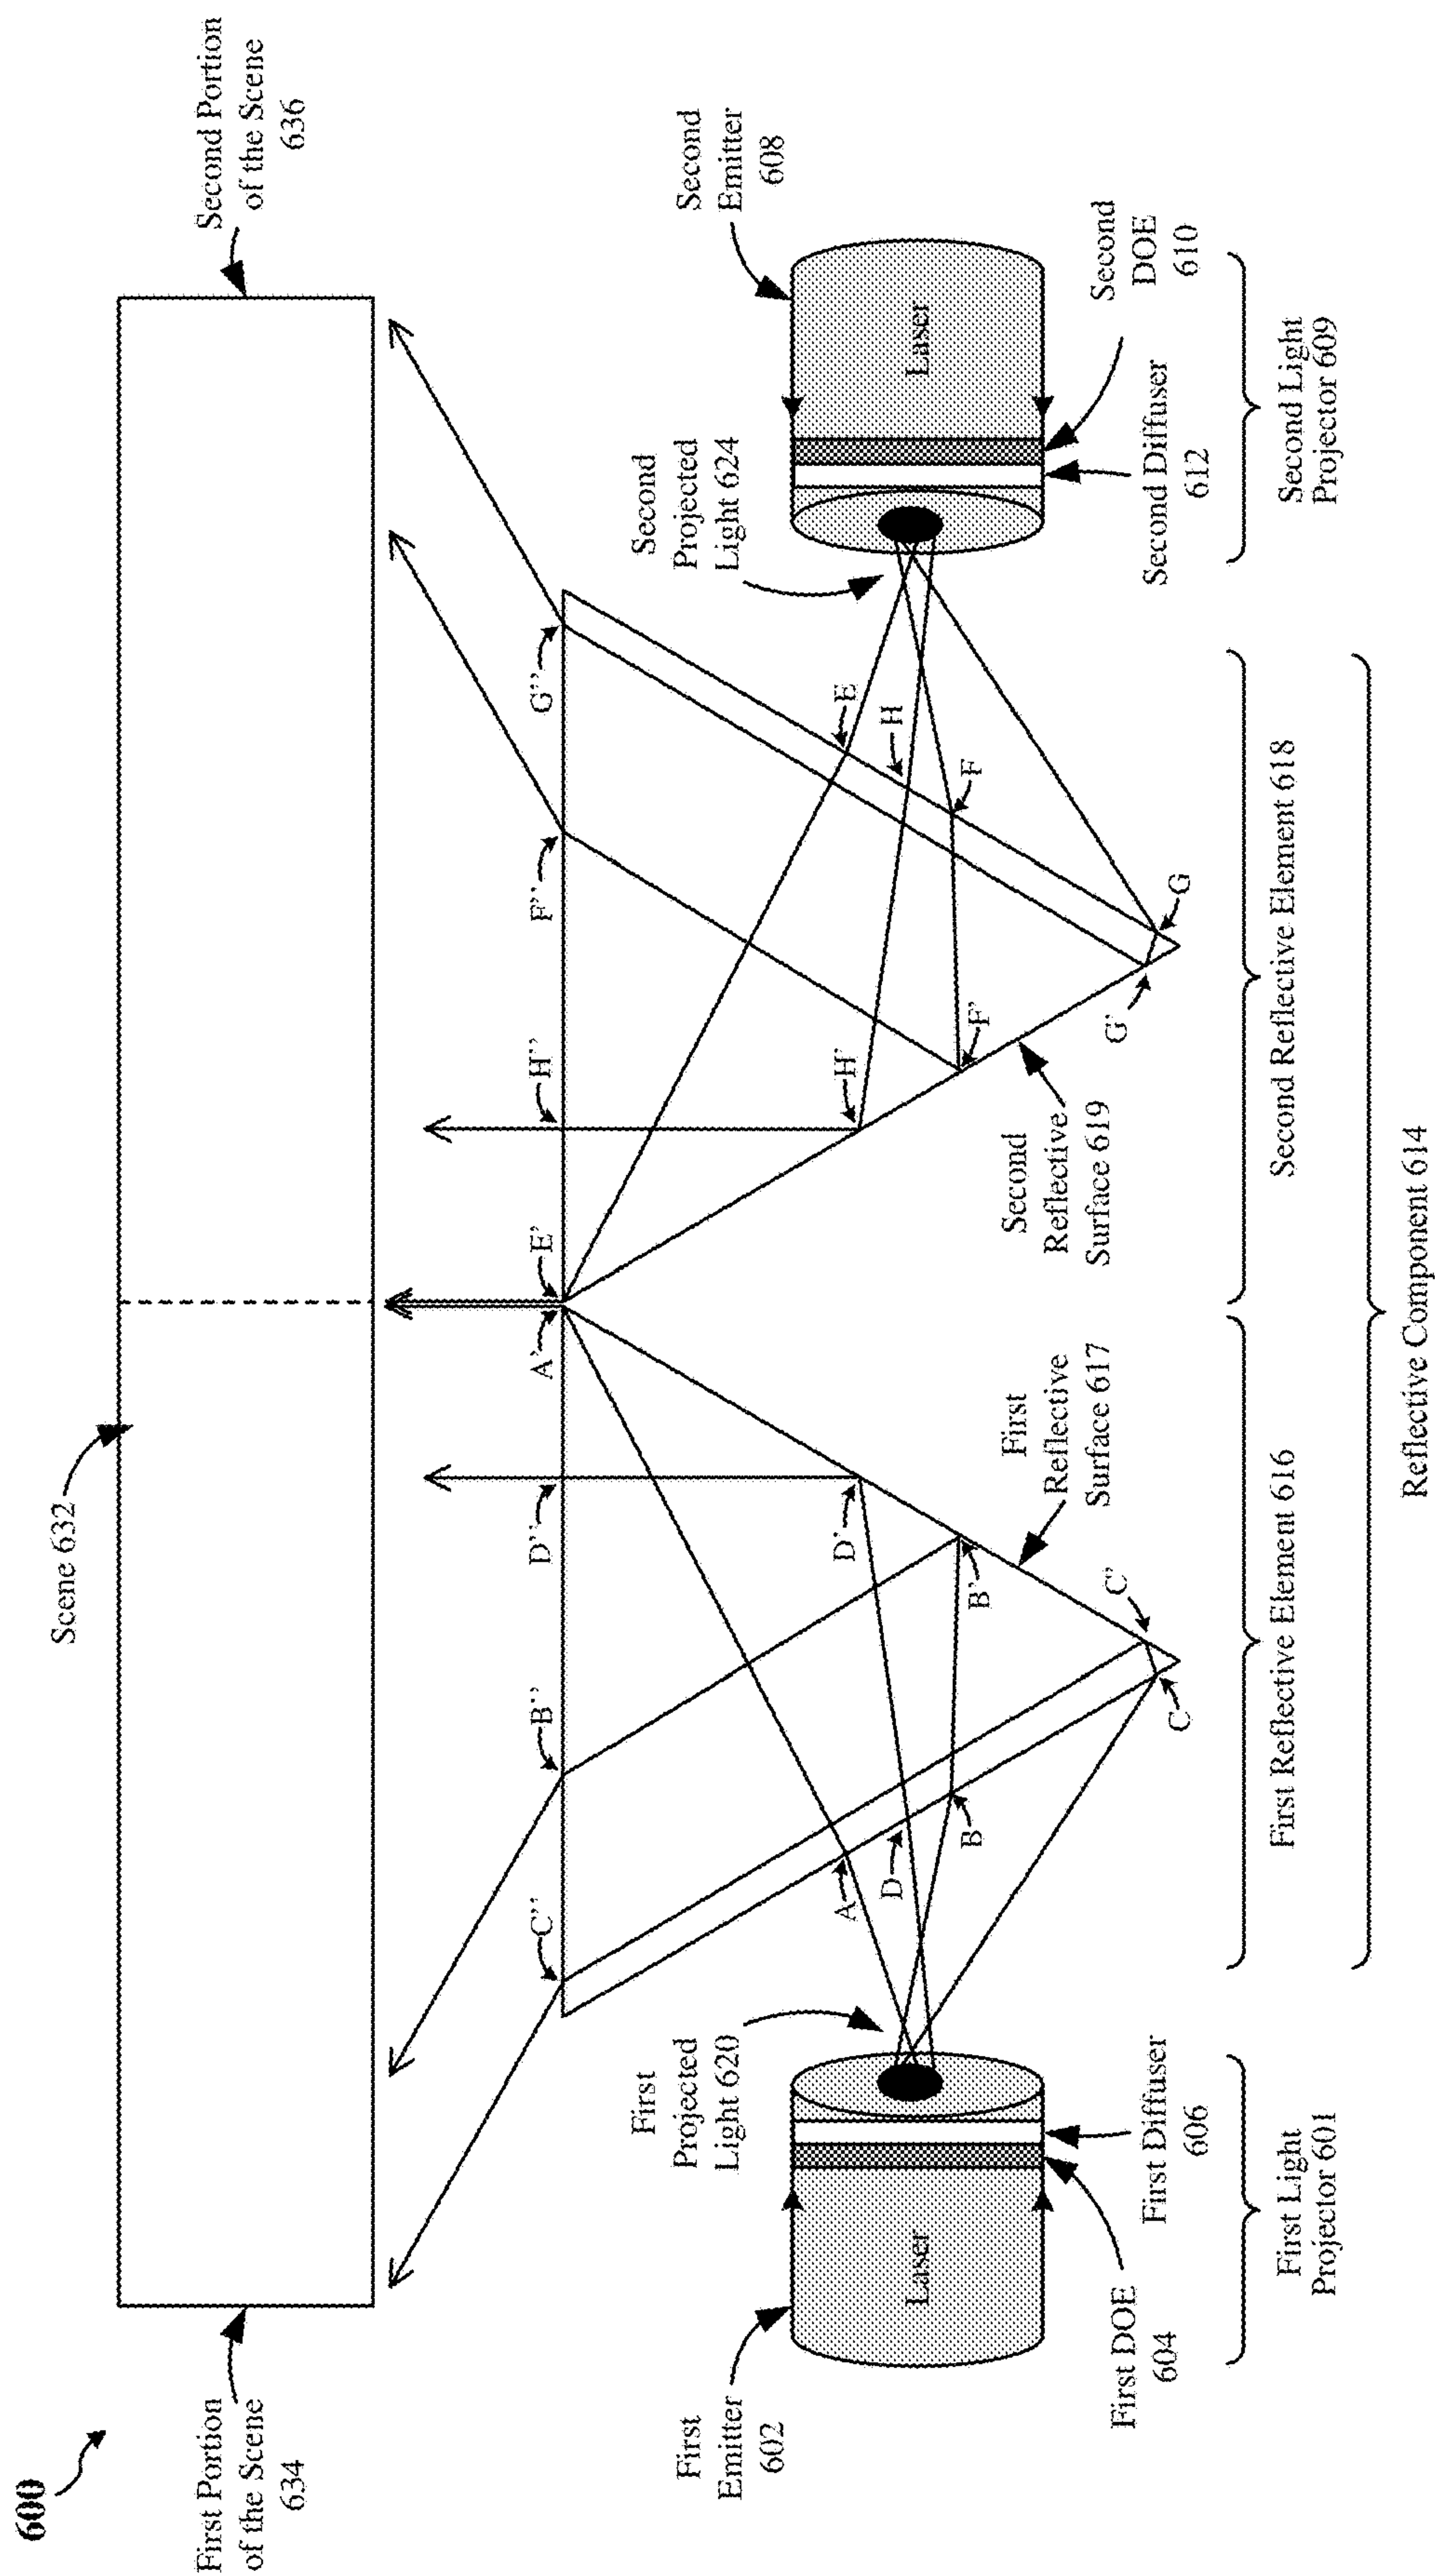 600
Scene 632
First Portion
of the Scene
634
Second Portion
of the Scene
636
C’’
B’’
D’’
A’
E’
H’’
F’’
G’’
First
Emitter
602
First
Projected
Light 620
Second
Projected
Light 624
Second
Emitter
608
Laser
A
D
B
C
D’
B’
C’
H’
F’
G’
E
H
F
G
Laser
First DOE
604
First Diffuser
606
First
Reflective
Surface 617
Second
Reflective
Surface 619
Second Diffuser
612
Second
DOE
610
First Light
Projector 601
First Reflective Element 616
Second Reflective Element 618
Second Light
Projector 609
Reflective Component 614